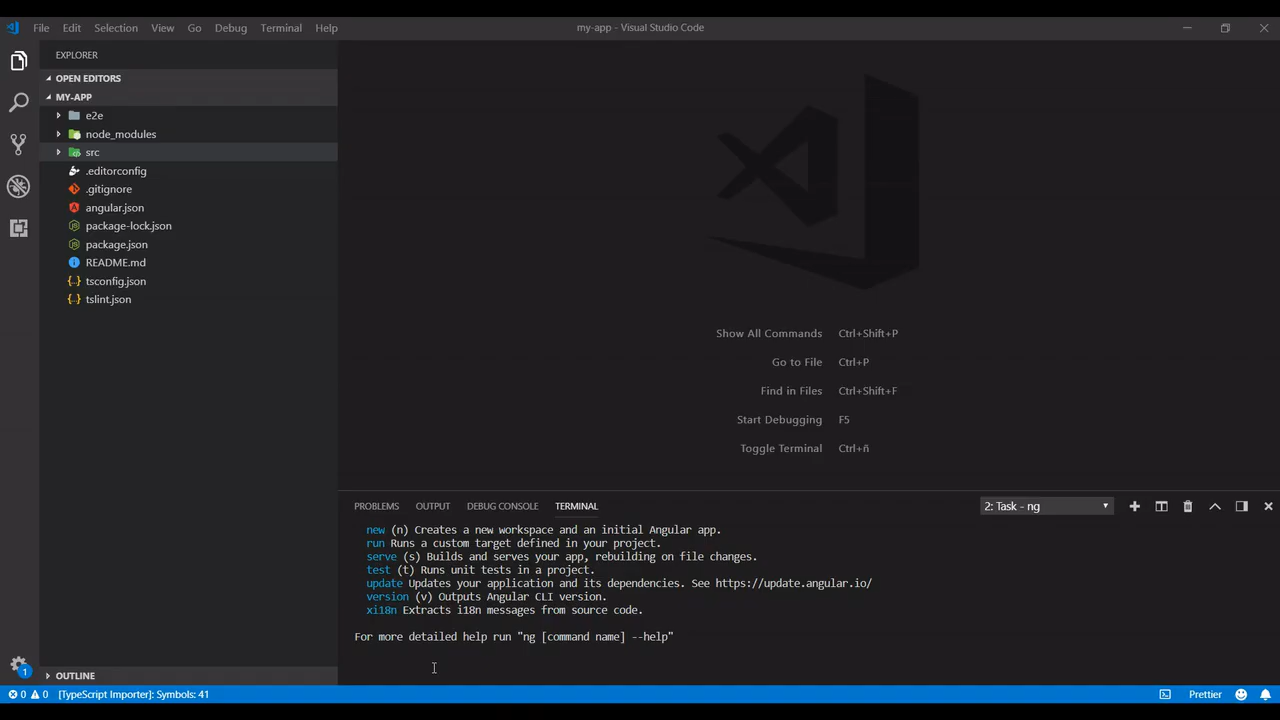 File Edit Selection View Go Debug Terminal Help
my-app - Visual Studio Code
EXPLORER
OPEN EDITORS
MY-APP
e2e
node_modules
src
.editorconfig
.gitignore
angular.json
package-lock.json
package.json
README.md
tsconfig.json
tslint.json
OUTLINE
Show All Commands Ctrl+Shift+P
Go to File Ctrl+P
Find in Files Ctrl+Shift+F
Start Debugging F5
Toggle Terminal Ctrl+ñ
PROBLEMS OUTPUT DEBUG CONSOLE TERMINAL
2: Task - ng
new (n) Creates a new workspace and an initial Angular app.
run Runs a custom target defined in your project.
serve (s) Builds and serves your app, rebuilding on file changes.
test (t) Runs unit tests in a project.
update Updates your application and its dependencies. See https://update.angular.io/
version (v) Outputs Angular CLI version.
xi18n Extracts i18n messages from source code.
For more detailed help run "ng [command name] --help"
1
0 0 [TypeScript Importer]: Symbols: 41
Prettier